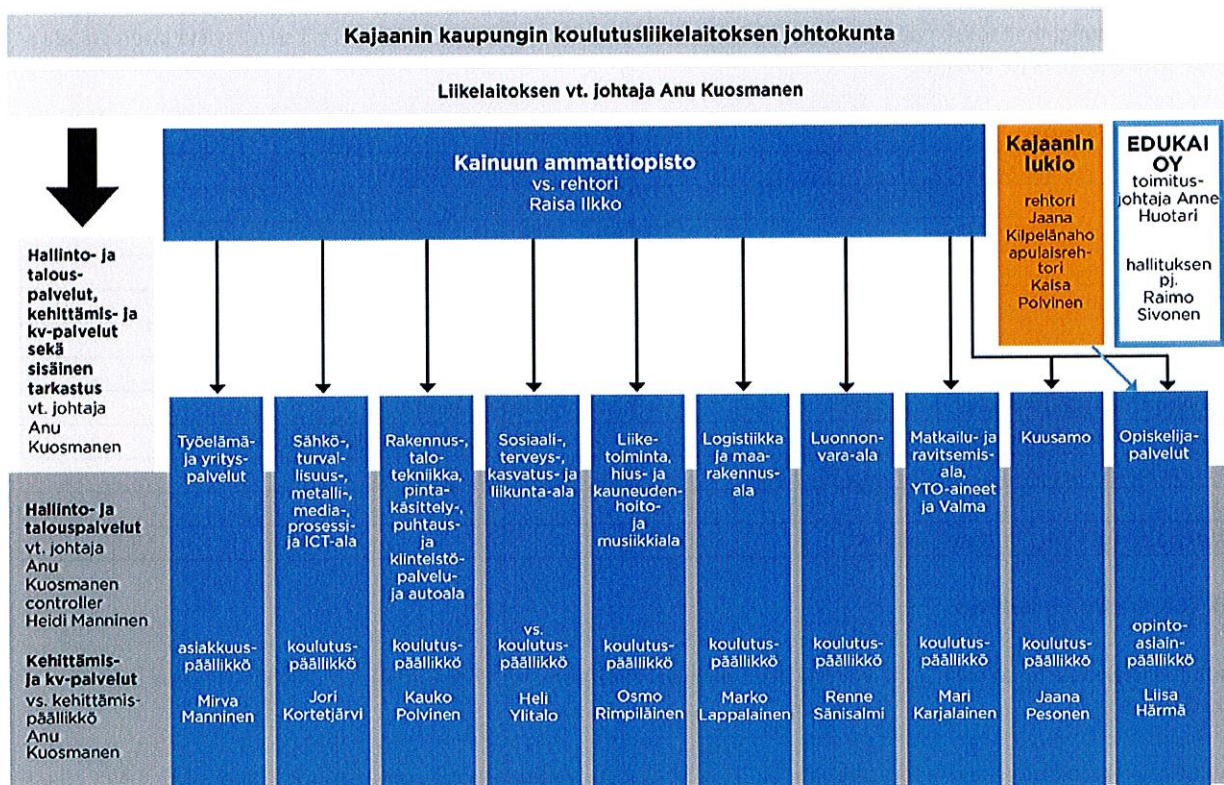 Kajaanin kaupungin koulutusliikelaitoksen johtokunta
Liikelaitoksen vt. johtaja Anu Kuosmanen
Kainuun ammattiopisto
vs. rehtori
Raisa Ilkko
Kajaanin
lukio
rehtori
Jaana
Kilpelänaho
apulaisreh-
tori
Kaisa
Polvinen
EDUKAI
OY
toimitus-
johtaja Anne
Huotari
hallituksen
pj.
Raimo
Sivonen
Hallinto- ja
talous-
palvelut,
kehittämis- ja
kv-palvelut
sekä
sisäinen
tarkastus
vt. johtaja
Anu
Kuosmanen
Hallinto- ja
talouspalvelut
vt. johtaja
Anu
Kuosmanen
controller
Heidi Manninen
Kehittämis-
ja kv-palvelut
vs. kehittämis-
päällikkö
Anu
Kuosmanen
Työelämä-
ja yritys-
palvelut
asiakkuus-
päällikkö
Mirva
Manninen
Sähkö-,
turval-
lisuus-,
metalli-,
media-,
prosessi-
ja ICT-ala
koulutus-
päällikkö
Jori
Kortetjärvi
Rakennus-,
talo-
tekniikka,
pinta-
käsittely-,
puhtaus-
ja
kiinteistö-
palvelu-
ja autoala
koulutus-
päällikkö
Kauko
Polvinen
Sosiaali-,
terveys-,
kasvatus- ja
liikunta-ala
vs.
koulutus-
päällikkö
Heli
Ylitalo
Liike-
toiminta,
hius- ja
kauneuden-
hoito-
ja
musiikkiala
koulutus-
päällikkö
Osmo
Rimpiläinen
Logistiikka
ja maa-
rakennus-
ala
koulutus-
päällikkö
Marko
Lappalainen
Luonnon-
vara-ala
koulutus-
päällikkö
Renne
Sänisalmi
Matkailu- ja
ravitsemis-
ala,
YTO-aineet
ja Valma
koulutus-
päällikkö
Mari
Karjalainen
Kuusamo
koulutus-
päällikkö
Jaana
Pesonen
Opiskelija-
palvelut
opinto-
asiain-
päällikkö
Liisa
Härmä